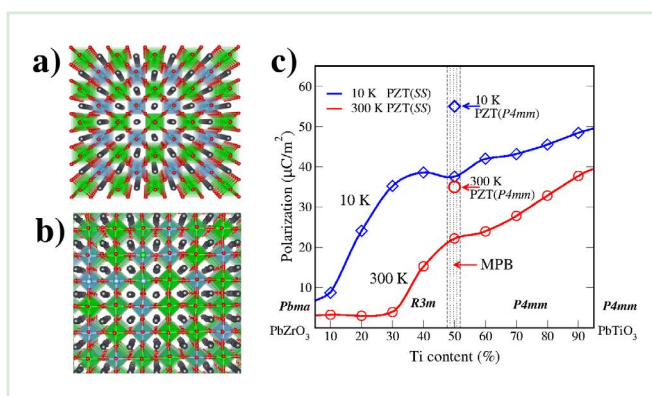 a)
b)
c)
Polarization (μC/m²)
60
50
40
30
20
10
10 K PZT(SS)
300 K PZT(SS)
10 K
PZT(P4mm)
300 K
PZT(P4mm)
10 K
300 K
MPB
Pbma
R3m
P4mm
P4mm
PbZrO₃
10 20 30 40 50 60 70 80 90
PbTiO₃
Ti content (%)